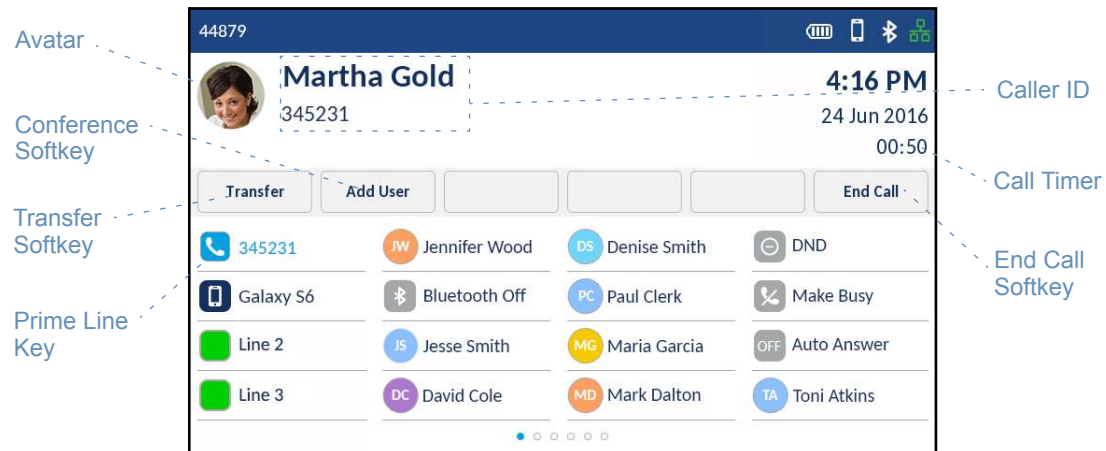 44879
Avatar
Martha Gold
4:16 PM
Caller ID
345231
24 Jun 2016
Conference
Softkey
00:50
Call Timer
Transfer
Add User
End Call
Transfer
Softkey
345231
JW Jennifer Wood
DS Denise Smith
DND
End Call
Softkey
Galaxy S6
Bluetooth Off
PC Paul Clerk
Make Busy
Prime Line
Key
Line 2
JS Jesse Smith
MG Maria Garcia
OFF Auto Answer
Line 3
DC David Cole
MD Mark Dalton
TA Toni Atkins